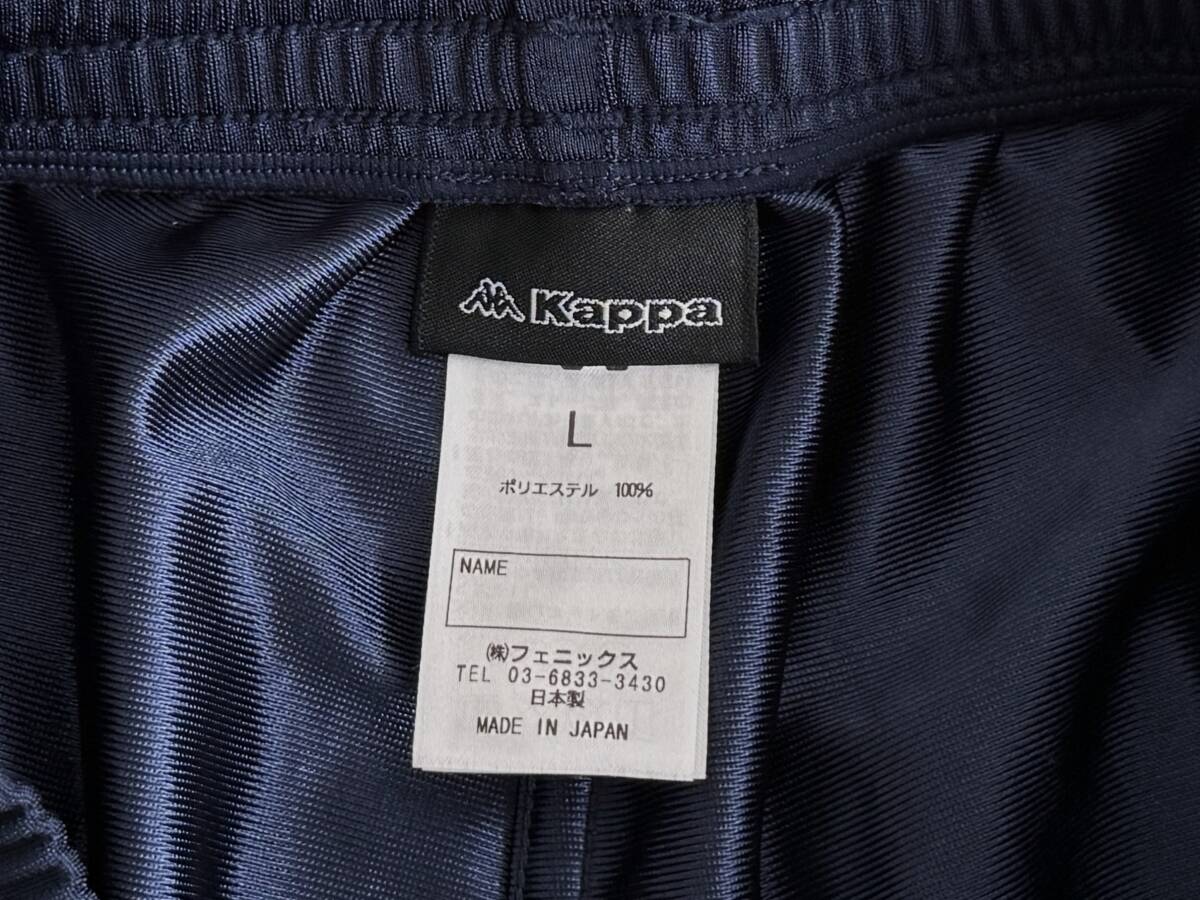 Kappa
L
ポリエステル 100%
NAME
㈱フェニックス
TEL 03-6833-3430
日本製
MADE IN JAPAN